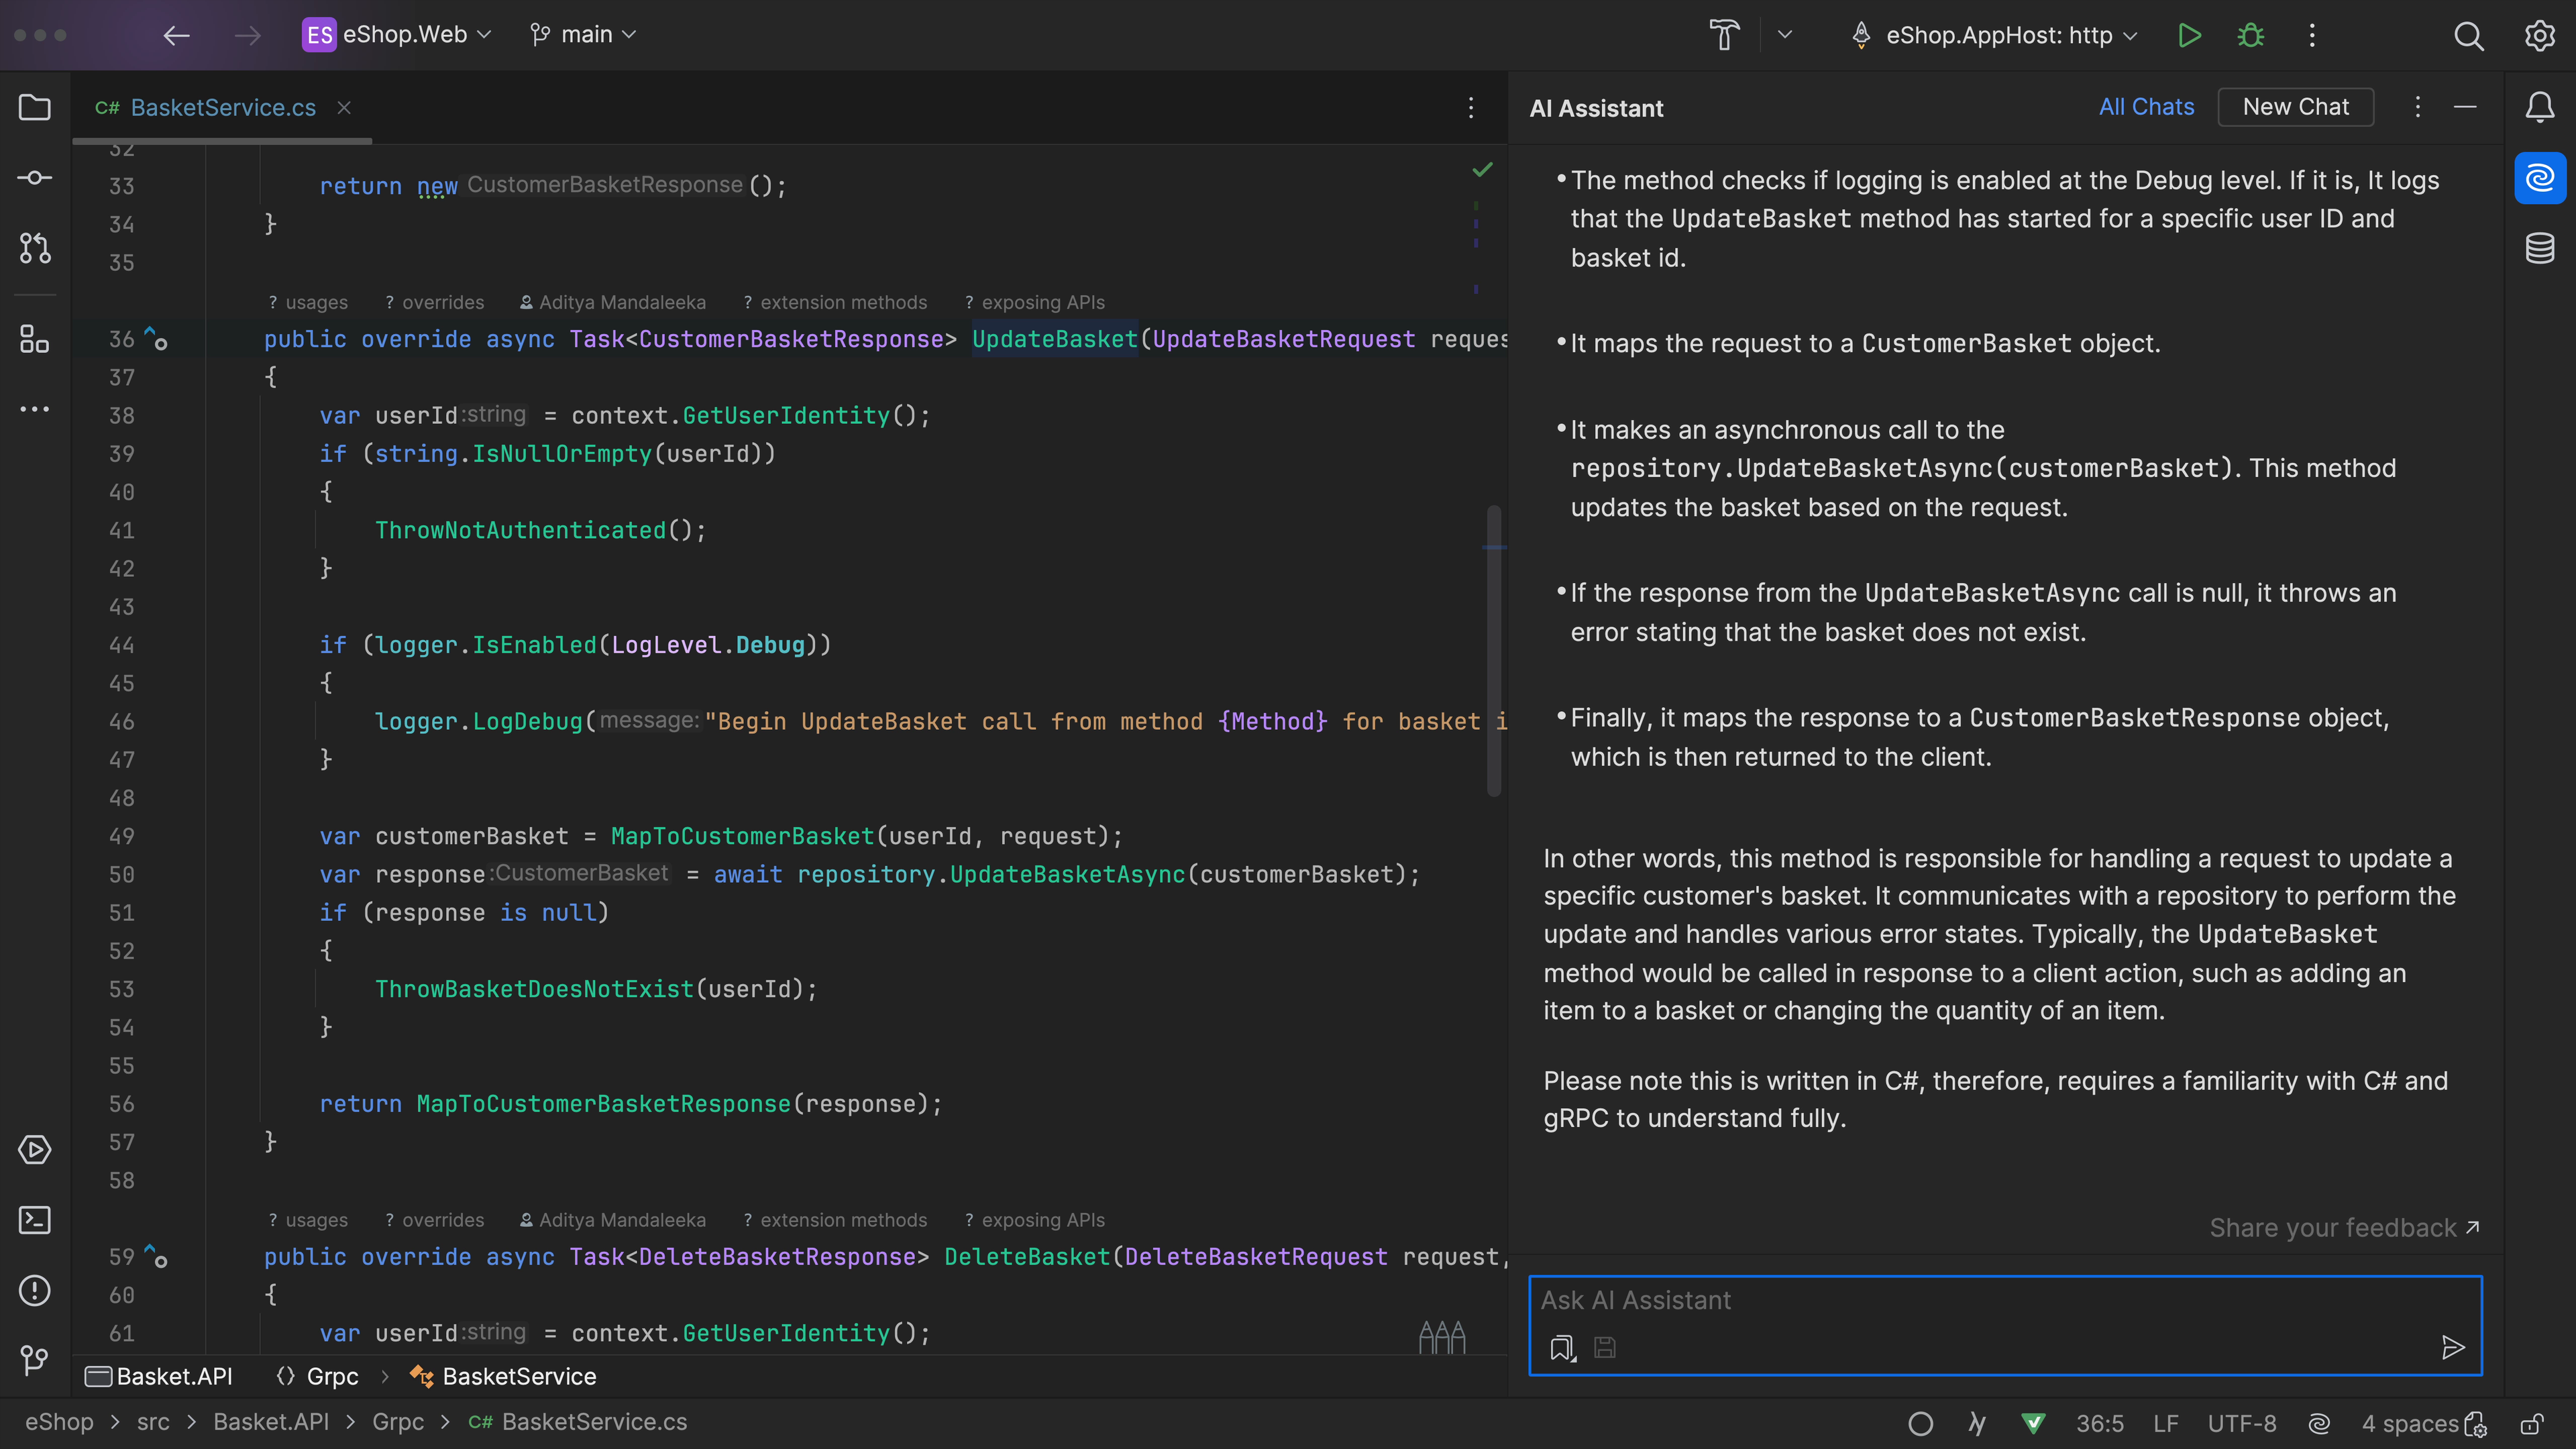 ES eShop.Web main eShop.AppHost: http
C# BasketService.cs
32
33 return new CustomerBasketResponse();
34 }
35
? usages ? overrides Aditya Mandaleeka ? extension methods ? exposing APIs
36 public override async Task<CustomerBasketResponse> UpdateBasket(UpdateBasketRequest reques
37 {
38 var userId:string = context.GetUserIdentity();
39 if (string.IsNullOrEmpty(userId))
40 {
41 ThrowNotAuthenticated();
42 }
43
44 if (logger.IsEnabled(LogLevel.Debug))
45 {
46 logger.LogDebug(message:"Begin UpdateBasket call from method {Method} for basket i
47 }
48
49 var customerBasket = MapToCustomerBasket(userId, request);
50 var response:CustomerBasket = await repository.UpdateBasketAsync(customerBasket);
51 if (response is null)
52 {
53 ThrowBasketDoesNotExist(userId);
54 }
55
56 return MapToCustomerBasketResponse(response);
57 }
58
? usages ? overrides Aditya Mandaleeka ? extension methods ? exposing APIs
59 public override async Task<DeleteBasketResponse> DeleteBasket(DeleteBasketRequest request,
60 {
61 var userId:string = context.GetUserIdentity();
Basket.API Grpc BasketService
AI Assistant All Chats New Chat
•The method checks if logging is enabled at the Debug level. If it is, It logs
that the UpdateBasket method has started for a specific user ID and
basket id.
•It maps the request to a CustomerBasket object.
•It makes an asynchronous call to the
repository.UpdateBasketAsync(customerBasket). This method
updates the basket based on the request.
•If the response from the UpdateBasketAsync call is null, it throws an
error stating that the basket does not exist.
•Finally, it maps the response to a CustomerBasketResponse object,
which is then returned to the client.
In other words, this method is responsible for handling a request to update a
specific customer's basket. It communicates with a repository to perform the
update and handles various error states. Typically, the UpdateBasket
method would be called in response to a client action, such as adding an
item to a basket or changing the quantity of an item.
Please note this is written in C#, therefore, requires a familiarity with C# and
gRPC to understand fully.
Share your feedback
Ask AI Assistant
eShop > src > Basket.API > Grpc > C# BasketService.cs 36:5 LF UTF-8 4 spaces